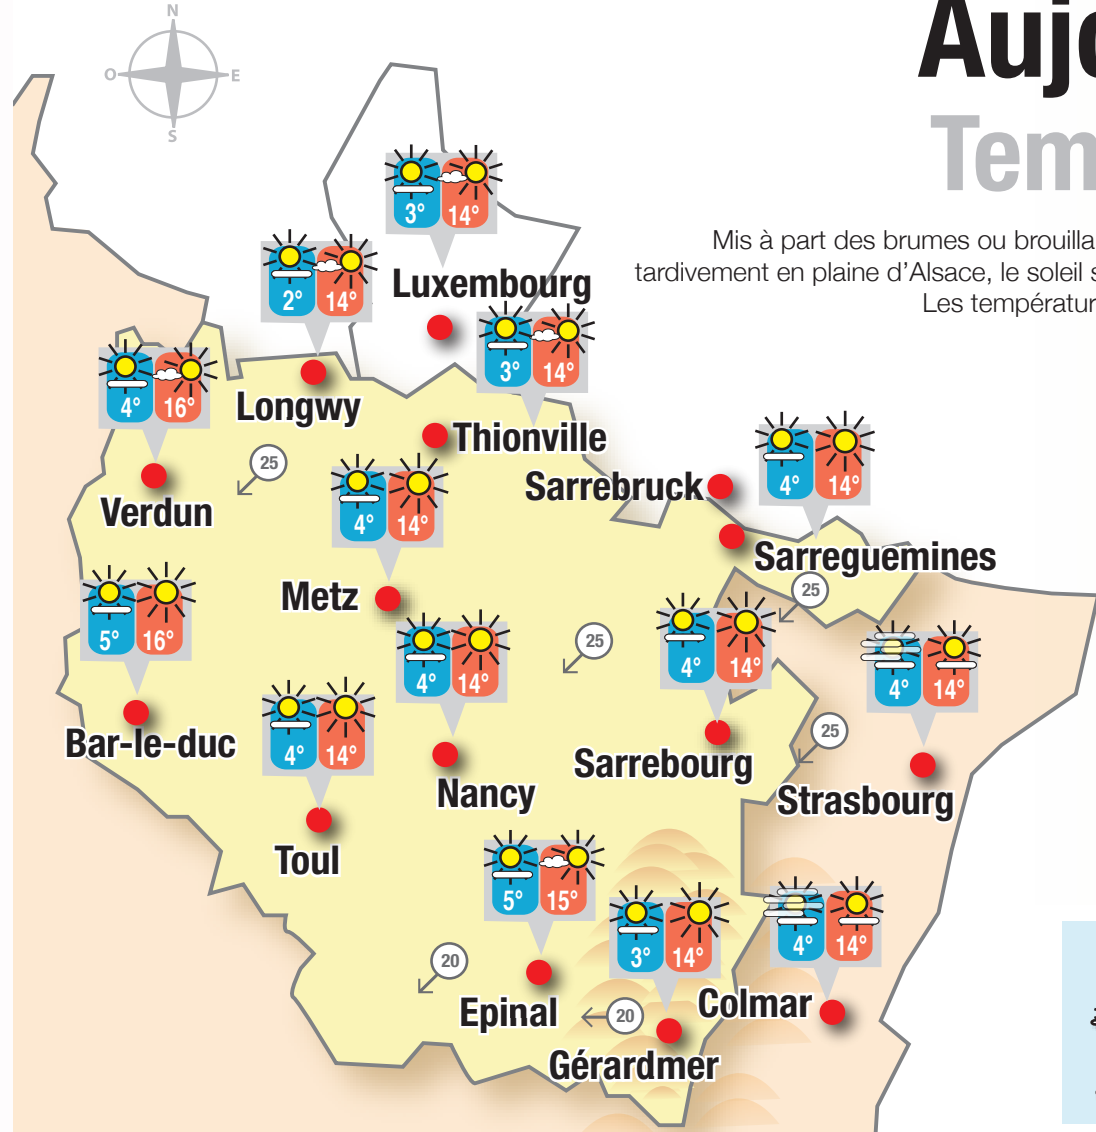 N
O E
S
Aujo
Tem
Mis à part des brumes ou brouilla
tardivement en plaine d'Alsace, le soleil s
Les températur
3° 14°
Luxembourg
2° 14°
Longwy
3° 14°
Thionville
4° 16°
Verdun
25
4° 14°
Metz
Sarrebruck
4° 14°
Sarreguemines
25
5° 16°
Bar-le-duc
4° 14°
Nancy
25
4° 14°
Sarrebourg
4° 14°
Strasbourg
25
4° 14°
Toul
5° 15°
Epinal
20
3° 14°
Gérardmer
20
4° 14°
Colmar